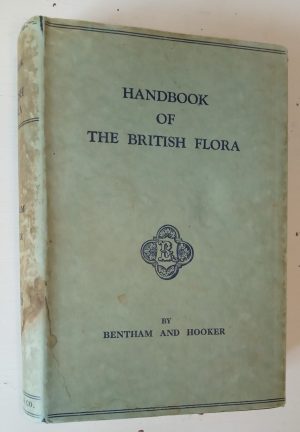 HANDBOOK
OF
THE BRITISH FLORA
BY
BENTHAM AND HOOKER